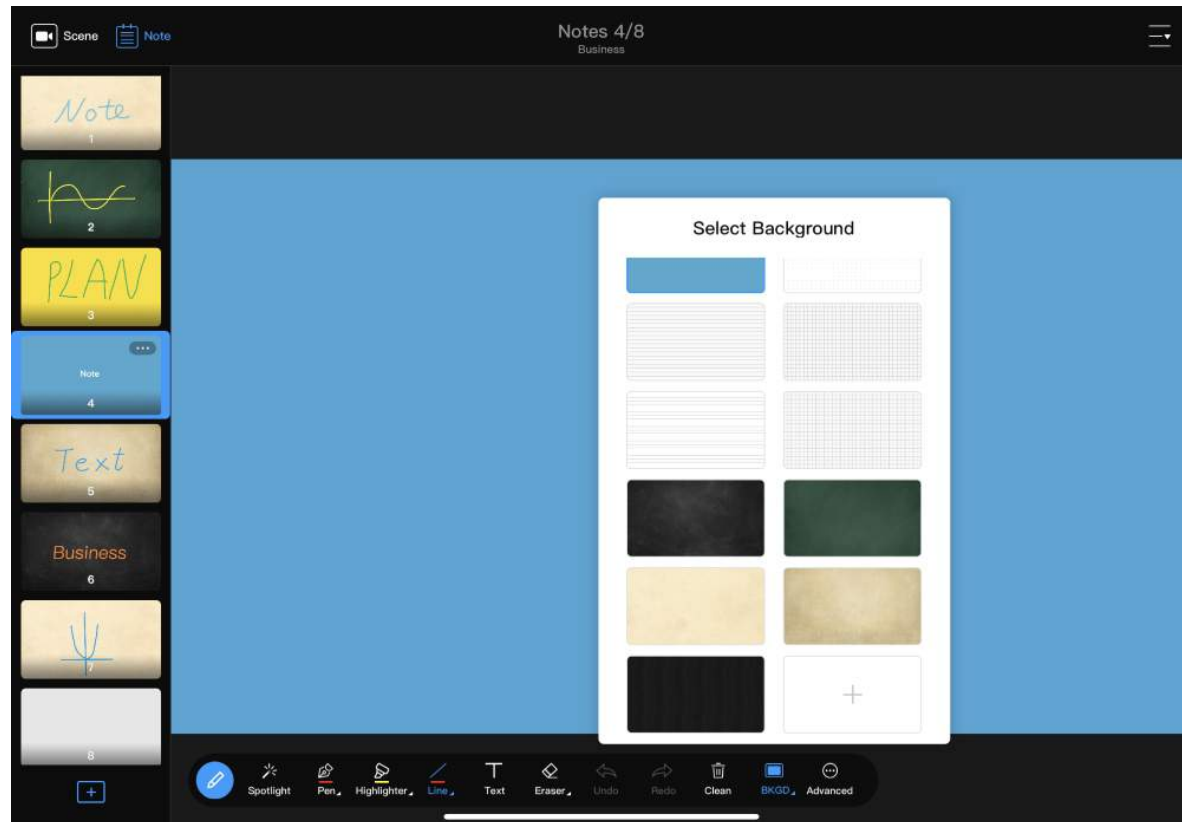 Scene
Note
Notes 4/8
Business
Note
1
2
PLAN
3
Note
4
Text
5
Business
6
7
8
Select Background
Spotlight
Pen
Highlighter
Line
Text
Eraser
Undo
Redo
Clean
BKGD
Advanced